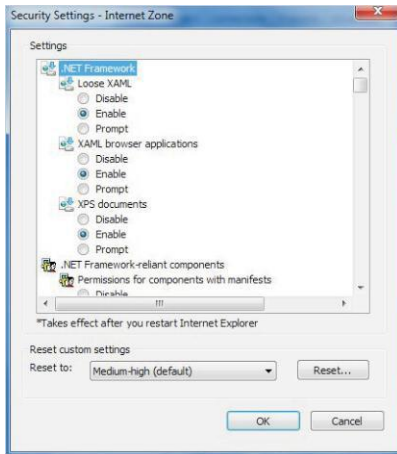 Security Settings - Internet Zone
Settings
.NET Framework
Loose XAML
Disable
Enable
Prompt
XAML browser applications
Disable
Enable
Prompt
XPS documents
Disable
Enable
Prompt
.NET Framework-reliant components
Permissions for components with manifests
Disable
*Takes effect after you restart Internet Explorer
Reset custom settings
Reset to: Medium-high (default) Reset...
OK Cancel